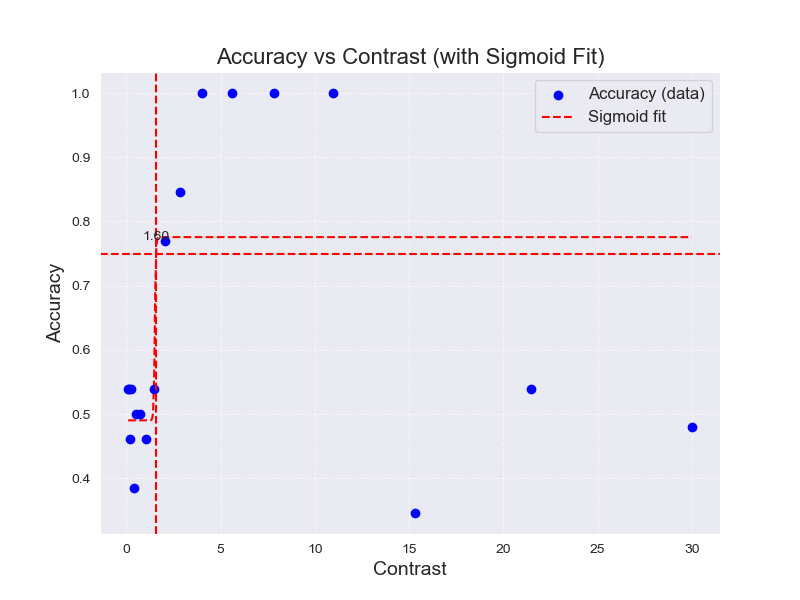 Accuracy vs Contrast (with Sigmoid Fit)
Accuracy (data)
Sigmoid fit
1.0
0.9
0.8
0.7
0.6
0.5
0.4
Accuracy
1.60
0 5 10 15 20 25 30
Contrast